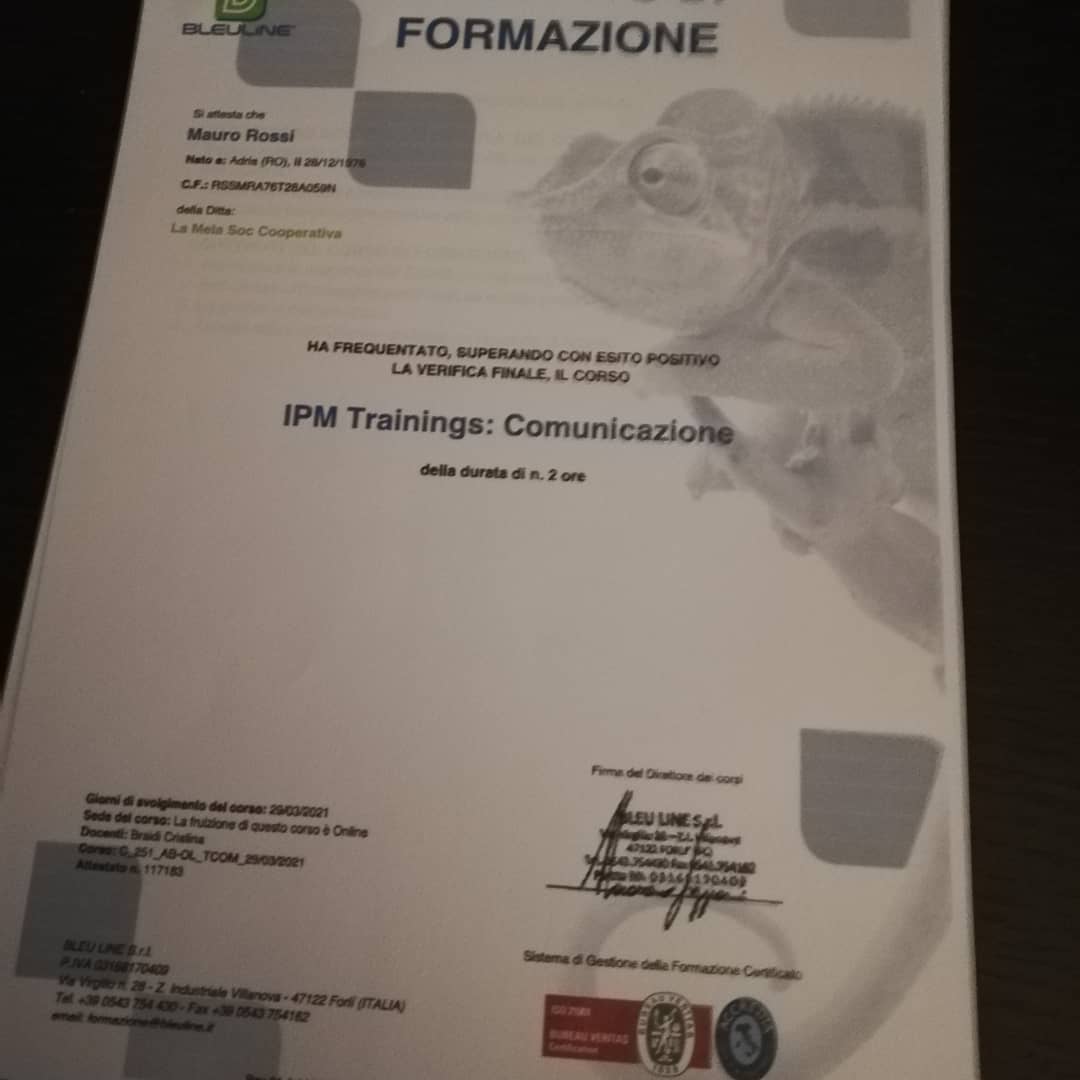 BLEULINE
FORMAZIONE
Si attesta che
Mauro Rossi
Nato a: Adria (RO), il 28/12/1976
C.F.: RSSMRA76T28A059N
della Ditta:
La Mela Soc Cooperativa
HA FREQUENTATO, SUPERANDO CON ESITO POSITIVO
LA VERIFICA FINALE, IL CORSO
IPM Trainings: Comunicazione
della durata di n. 2 ore
Giorni di svolgimento del corso: 29/03/2021
Sede del corso: La fruizione di questo corso è Online
Docenti: Braidi Cristina
Corso: C_251_AB-OL_TCOM_29/03/2021
Attestato n. 117183
Firma del Direttore dei corsi
BLEU LINE S.r.l.
47122 FORLI'
BLEU LINE S.r.l.
P.IVA 03168170409
Via Virgilio n. 28 - Z. Industriale Villanova - 47122 Forlì (ITALIA)
Tel. +39 0543 754 430 - Fax +39 0543 754162
email: formazione@bleuline.it
Sistema di Gestione della Formazione Certificato
BUREAU VERITAS
Certification
BUREAU VERITAS
1828
ACCREDIA